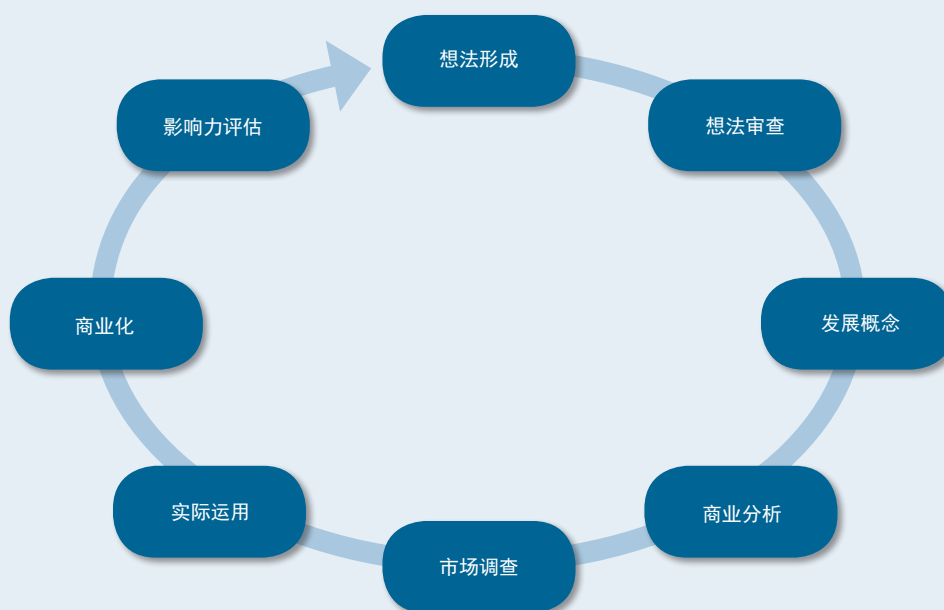 想法形成
想法审查
发展概念
商业分析
市场调查
实际运用
商业化
影响力评估